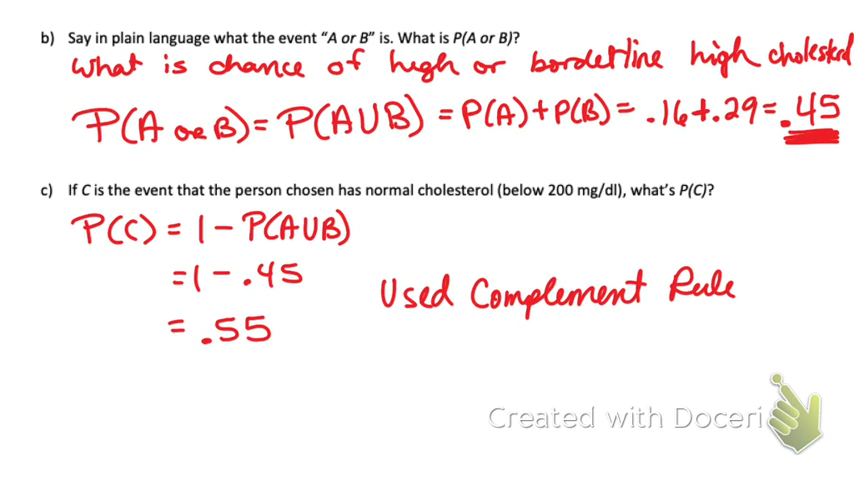 b) Say in plain language what the event "A or B" is. What is P(A or B)?
What is chance of high or borderline high cholesterol
P(A or B) = P(A∪B) = P(A) + P(B) = .16 + .29 = .45
c) If C is the event that the person chosen has normal cholesterol (below 200 mg/dl), what's P(C)?
P(C) = 1 - P(A∪B)
= 1 - .45
Used Complement Rule
= .55
Created with Doceri